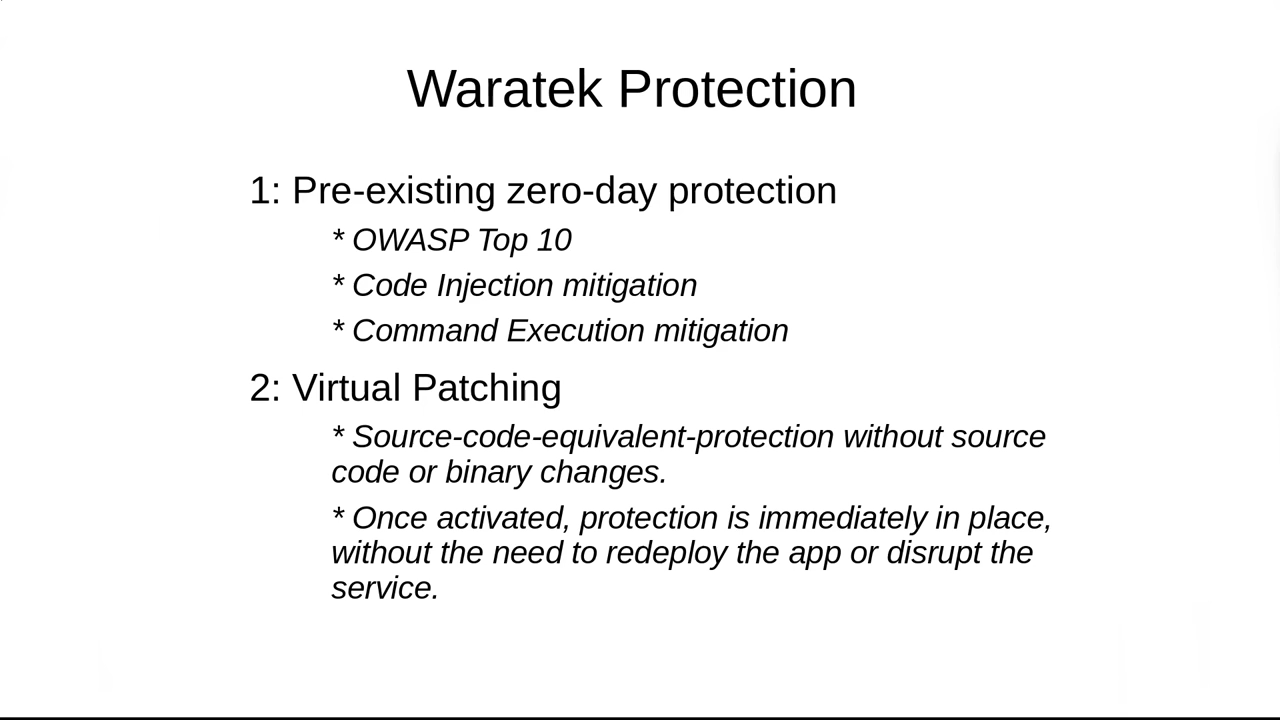 Waratek Protection
1: Pre-existing zero-day protection
* OWASP Top 10
* Code Injection mitigation
* Command Execution mitigation
2: Virtual Patching
* Source-code-equivalent-protection without source
code or binary changes.
* Once activated, protection is immediately in place,
without the need to redeploy the app or disrupt the
service.